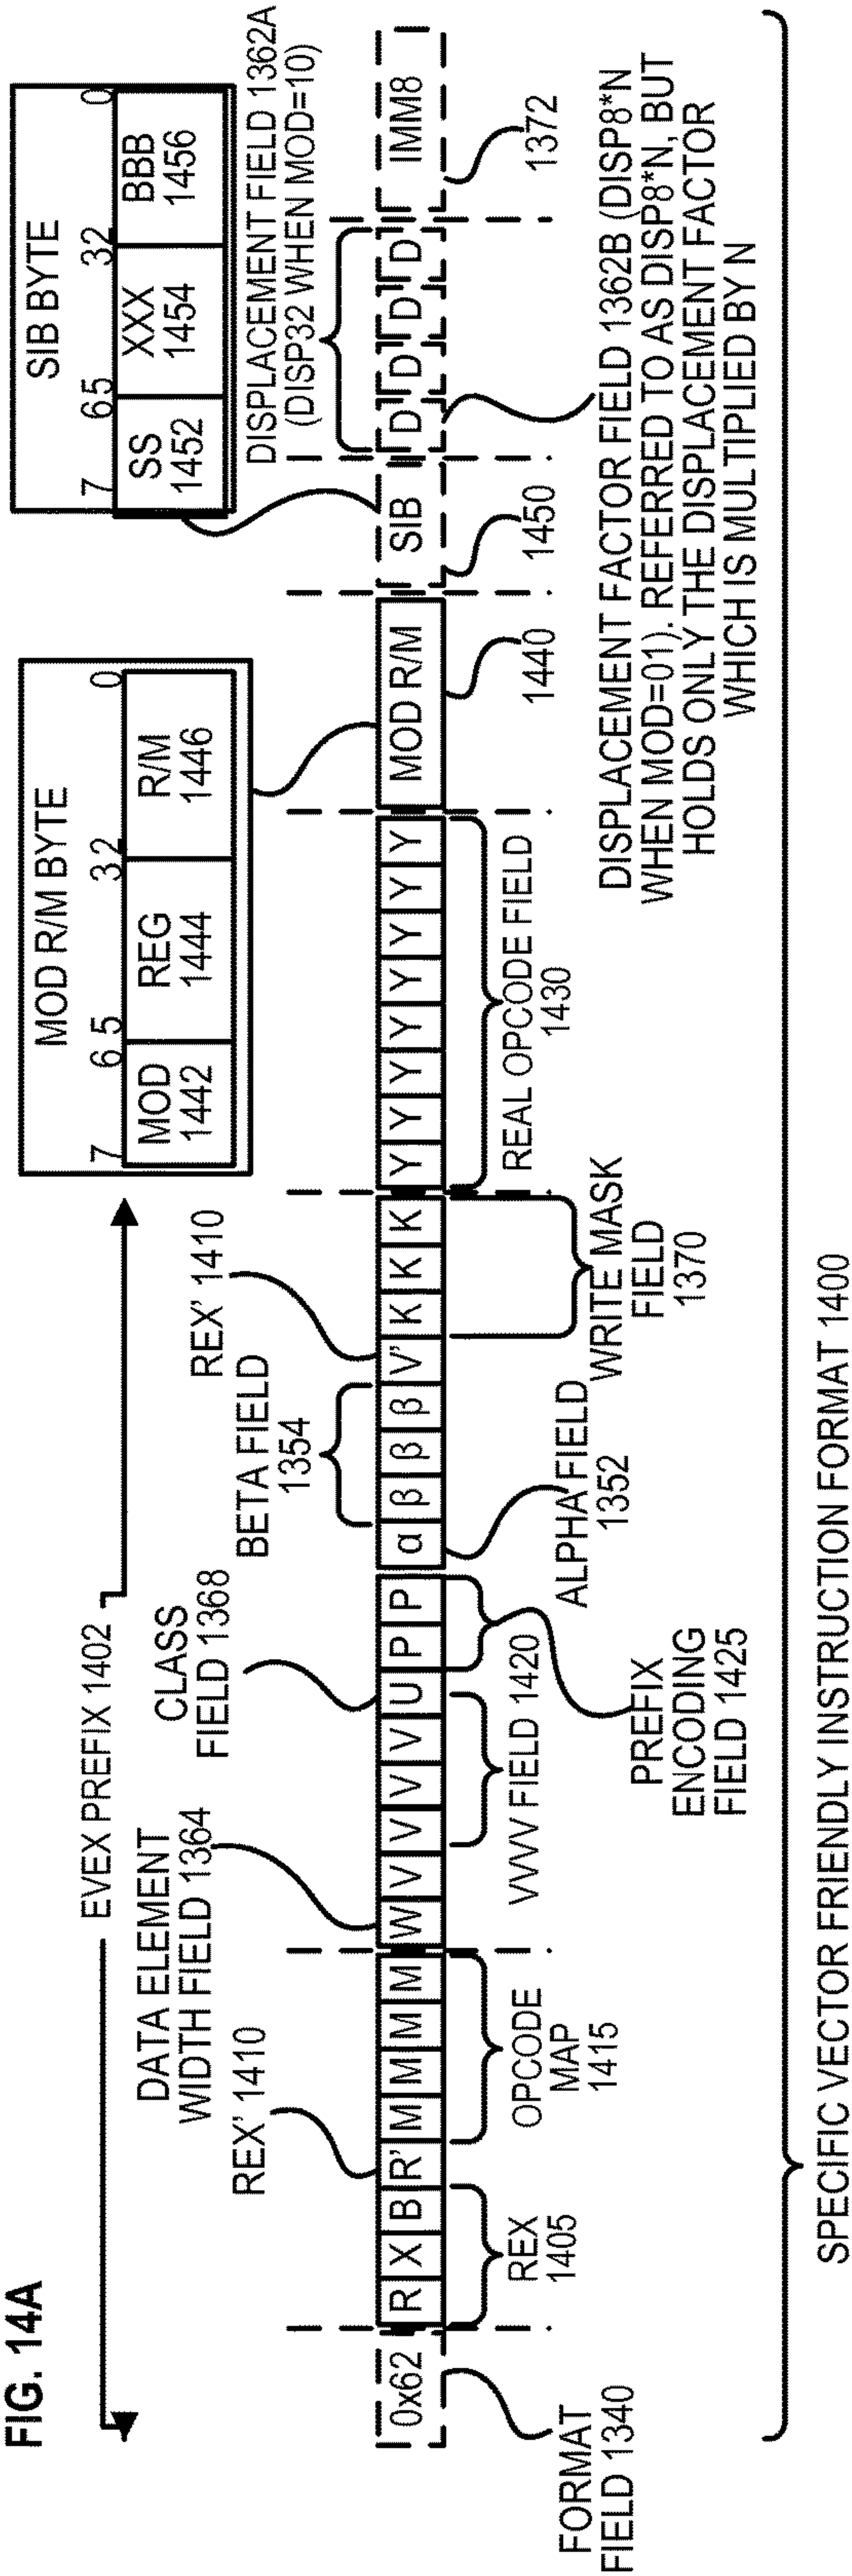 FIG. 14A
EVEX PREFIX 1402
MOD R/M BYTE
7 6 5 3 2 0
MOD REG R/M
1442 1444 1446
SIB BYTE
7 6 5 3 2 0
SS XXX BBB
1452 1454 1456
DATA ELEMENT
WIDTH FIELD 1364
CLASS
FIELD 1368
REX' 1410
BETA FIELD
1354
REX' 1410
DISPLACEMENT FIELD 1362A
(DISP32 WHEN MOD=10)
0x62 R X B R' M M M M W V V V V U P P α β β β V' K K K Y Y Y Y Y Y Y Y MOD R/M SIB D D D D IMM8
FORMAT
FIELD 1340
REX
1405
OPCODE
MAP
1415
VVVV FIELD 1420
PREFIX
ENCODING
FIELD 1425
ALPHA FIELD
1352
WRITE MASK
FIELD
1370
REAL OPCODE FIELD
1430
1440
1450
1372
DISPLACEMENT FACTOR FIELD 1362B (DISP8*N
WHEN MOD=01). REFERRED TO AS DISP8*N, BUT
HOLDS ONLY THE DISPLACEMENT FACTOR
WHICH IS MULTIPLIED BY N
SPECIFIC VECTOR FRIENDLY INSTRUCTION FORMAT 1400